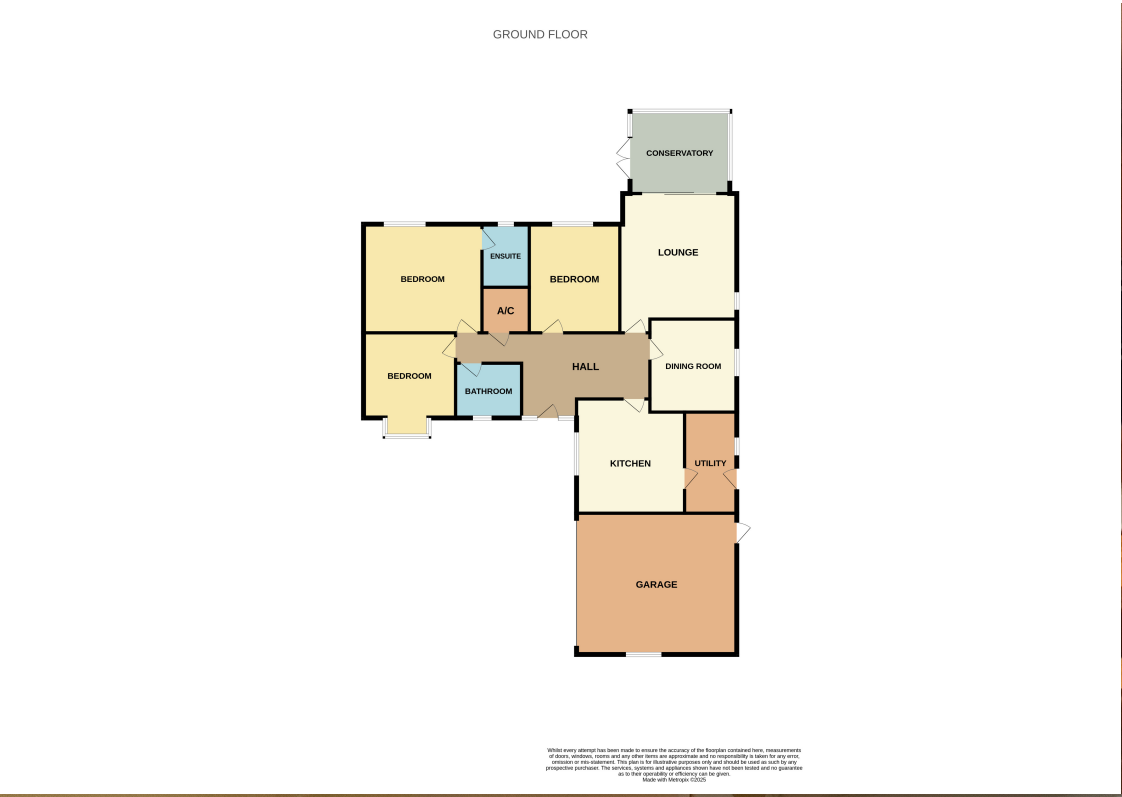 GROUND FLOOR
CONSERVATORY
LOUNGE
ENSUITE
BEDROOM
BEDROOM
A/C
HALL
DINING ROOM
BEDROOM
BATHROOM
KITCHEN
UTILITY
GARAGE
Whilst every attempt has been made to ensure the accuracy of the floorplan contained here, measurements
of doors, windows, rooms and any other items are approximate and no responsibility is taken for any error,
omission or mis-statement. This plan is for illustrative purposes only and should be used as such by any
prospective purchaser. The services, systems and appliances shown have not been tested and no guarantee
as to their operability or efficiency can be given.
Made with Metropix ©2025